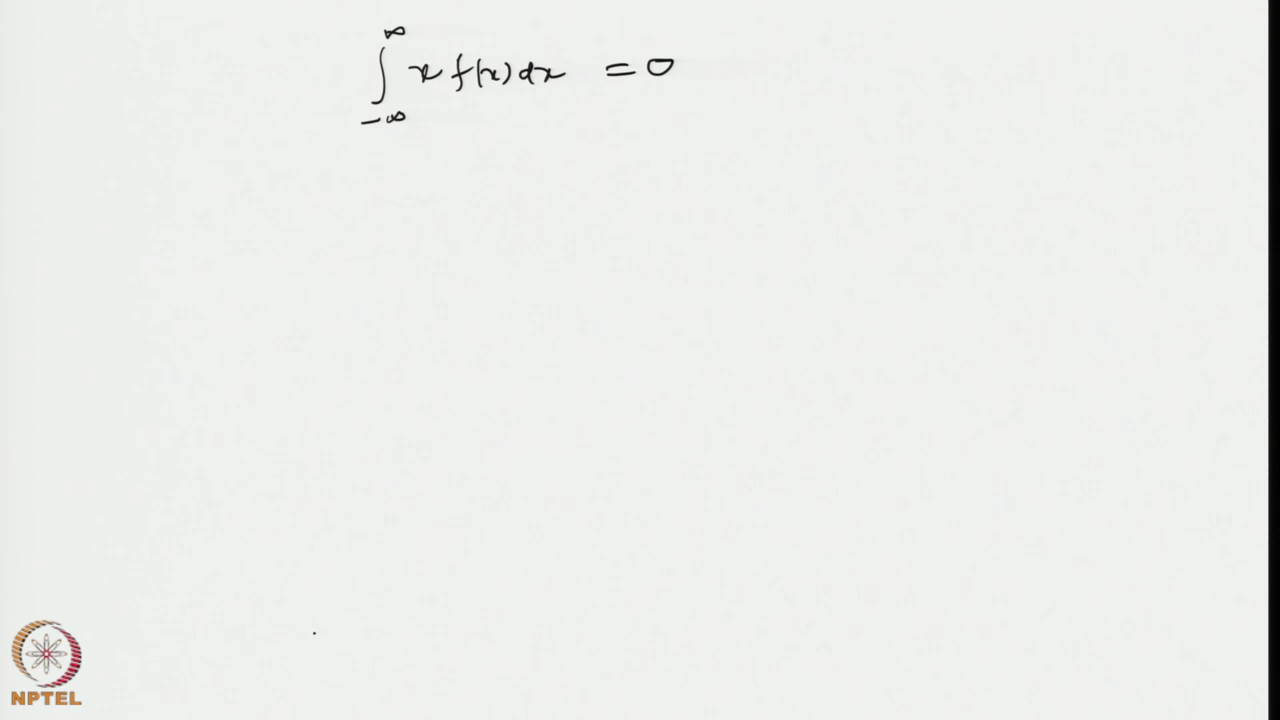 ∫_{-∞}^{∞} x f(x) dx = 0
NPTEL